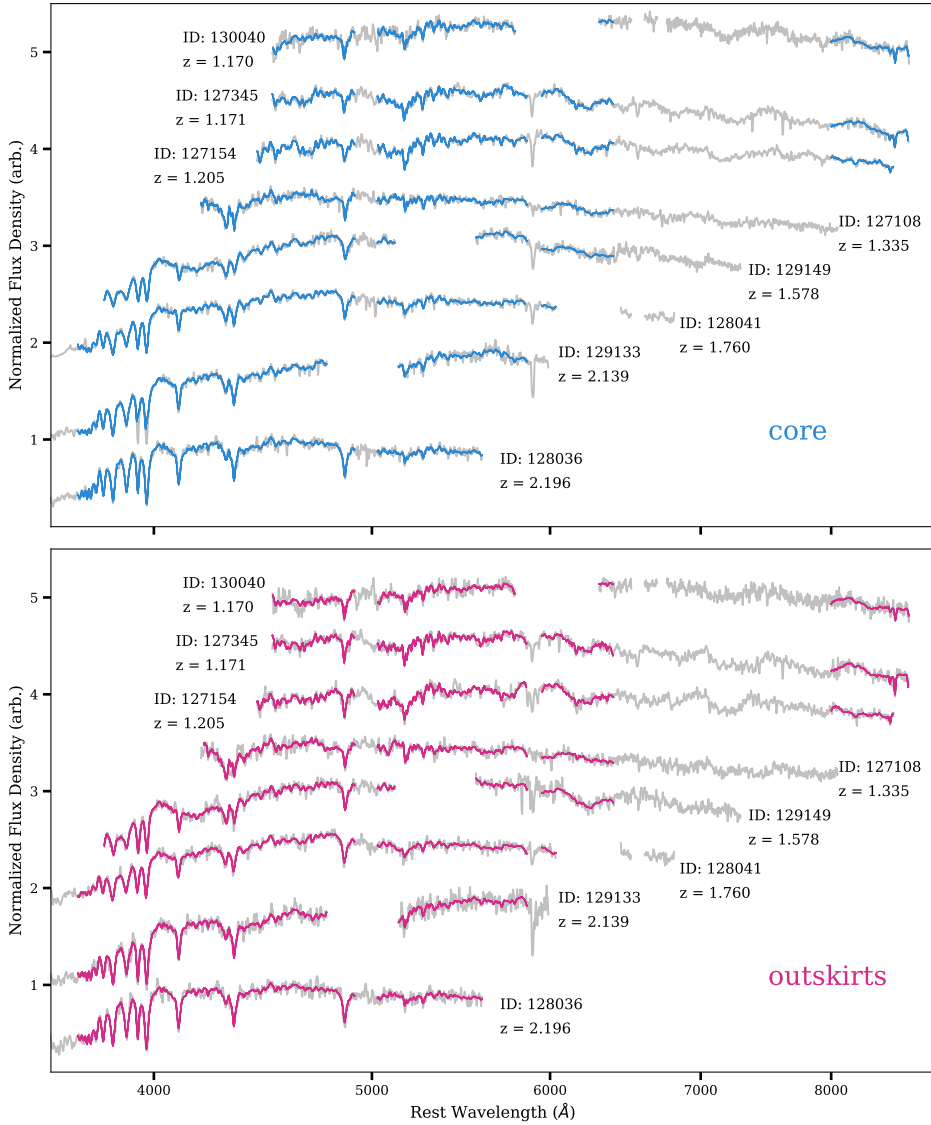 Normalized Flux Density (arb.)
5
4
3
2
1
ID: 130040
z = 1.170
ID: 127345
z = 1.171
ID: 127154
z = 1.205
ID: 127108
z = 1.335
ID: 129149
z = 1.578
ID: 128041
z = 1.760
ID: 129133
z = 2.139
ID: 128036
z = 2.196
core
Normalized Flux Density (arb.)
5
4
3
2
1
ID: 130040
z = 1.170
ID: 127345
z = 1.171
ID: 127154
z = 1.205
ID: 127108
z = 1.335
ID: 129149
z = 1.578
ID: 128041
z = 1.760
ID: 129133
z = 2.139
ID: 128036
z = 2.196
outskirts
4000 5000 6000 7000 8000
Rest Wavelength (Å)